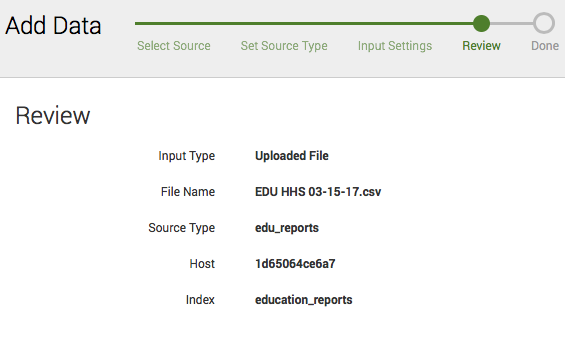 Add Data
Select Source Set Source Type Input Settings Review Done
Review
Input Type Uploaded File
File Name EDU HHS 03-15-17.csv
Source Type edu_reports
Host 1d65064ce6a7
Index education_reports